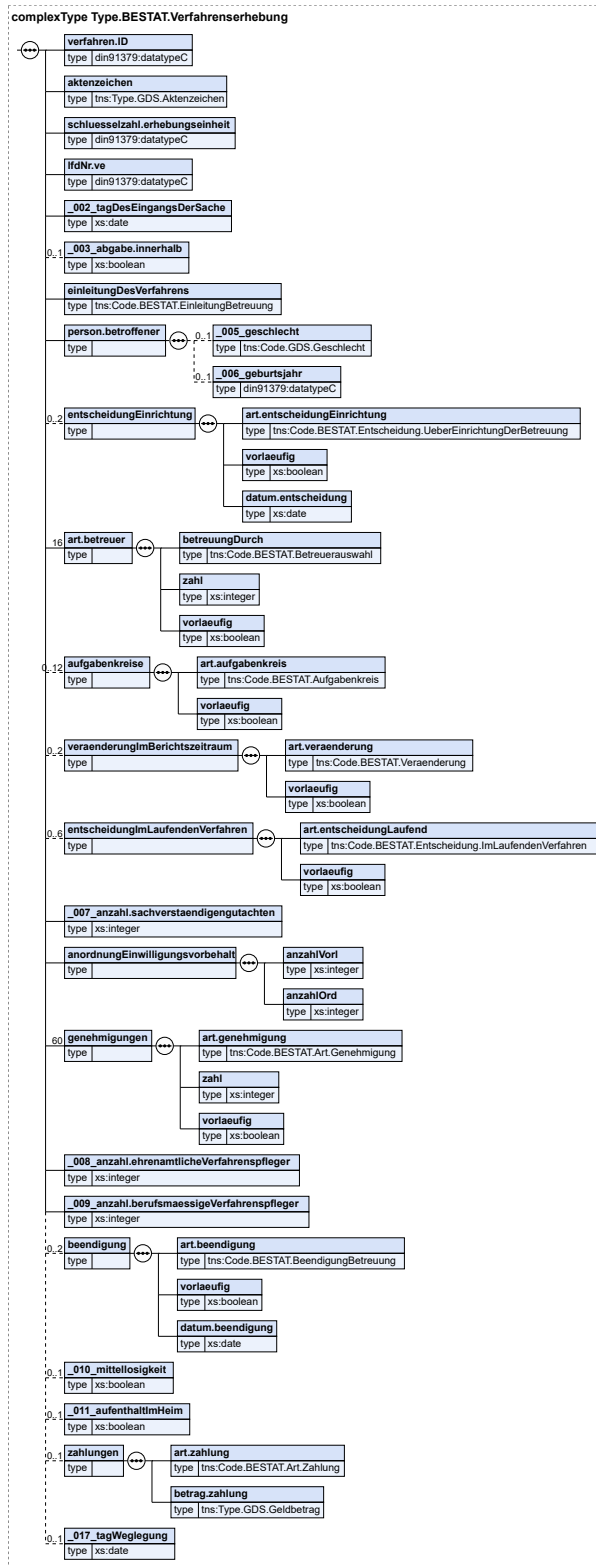 complexType Type.BESTAT.Verfahrenserhebung
verfahren.ID
type din91379:datatypeC
aktenzeichen
type tns:Type.GDS.Aktenzeichen
schluesselzahl.erhebungseinheit
type din91379:datatypeC
lfdNr.ve
type din91379:datatypeC
_002_tagDesEingangsDerSache
type xs:date
0..1 _003_abgabe.innerhalb
type xs:boolean
einleitungDesVerfahrens
type tns:Code.BESTAT.EinleitungBetreuung
person.betroffener
type
0..1 _005_geschlecht
type tns:Code.GDS.Geschlecht
0..1 _006_geburtsjahr
type din91379:datatypeC
0..2 entscheidungEinrichtung
type
art.entscheidungEinrichtung
type tns:Code.BESTAT.Entscheidung.UeberEinrichtungDerBetreuung
vorlaeufig
type xs:boolean
datum.entscheidung
type xs:date
16 art.betreuer
type
betreuungDurch
type tns:Code.BESTAT.Betreuerauswahl
zahl
type xs:integer
vorlaeufig
type xs:boolean
0..12 aufgabenkreise
type
art.aufgabenkreis
type tns:Code.BESTAT.Aufgabenkreis
vorlaeufig
type xs:boolean
0..2 veraenderungImBerichtszeitraum
type
art.veraenderung
type tns:Code.BESTAT.Veraenderung
vorlaeufig
type xs:boolean
0..6 entscheidungImLaufendenVerfahren
type
art.entscheidungLaufend
type tns:Code.BESTAT.Entscheidung.ImLaufendenVerfahren
vorlaeufig
type xs:boolean
_007_anzahl.sachverstaendigengutachten
type xs:integer
anordnungEinwilligungsvorbehalt
type
anzahlVorl
type xs:integer
anzahlOrd
type xs:integer
60 genehmigungen
type
art.genehmigung
type tns:Code.BESTAT.Art.Genehmigung
zahl
type xs:integer
vorlaeufig
type xs:boolean
_008_anzahl.ehrenamtlicheVerfahrenspfleger
type xs:integer
_009_anzahl.berufsmaessigeVerfahrenspfleger
type xs:integer
0..2 beendigung
type
art.beendigung
type tns:Code.BESTAT.BeendigungBetreuung
vorlaeufig
type xs:boolean
datum.beendigung
type xs:date
0..1 _010_mittellosigkeit
type xs:boolean
0..1 _011_aufenthaltImHeim
type xs:boolean
0..1 zahlungen
type
art.zahlung
type tns:Code.BESTAT.Art.Zahlung
betrag.zahlung
type tns:Type.GDS.Geldbetrag
0..1 _017_tagWeglegung
type xs:date